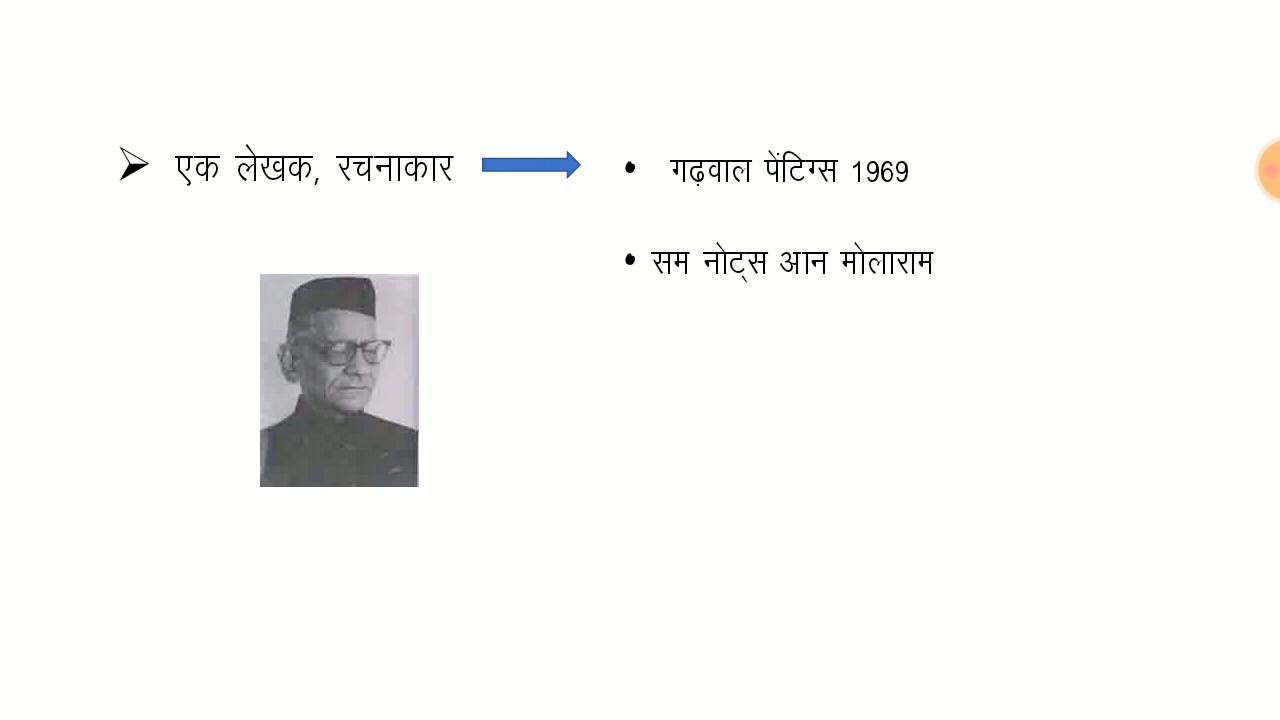 एक लेखक, रचनाकार
गढ़वाल पेंटिग्स 1969
सम नोट्स आन मोलाराम